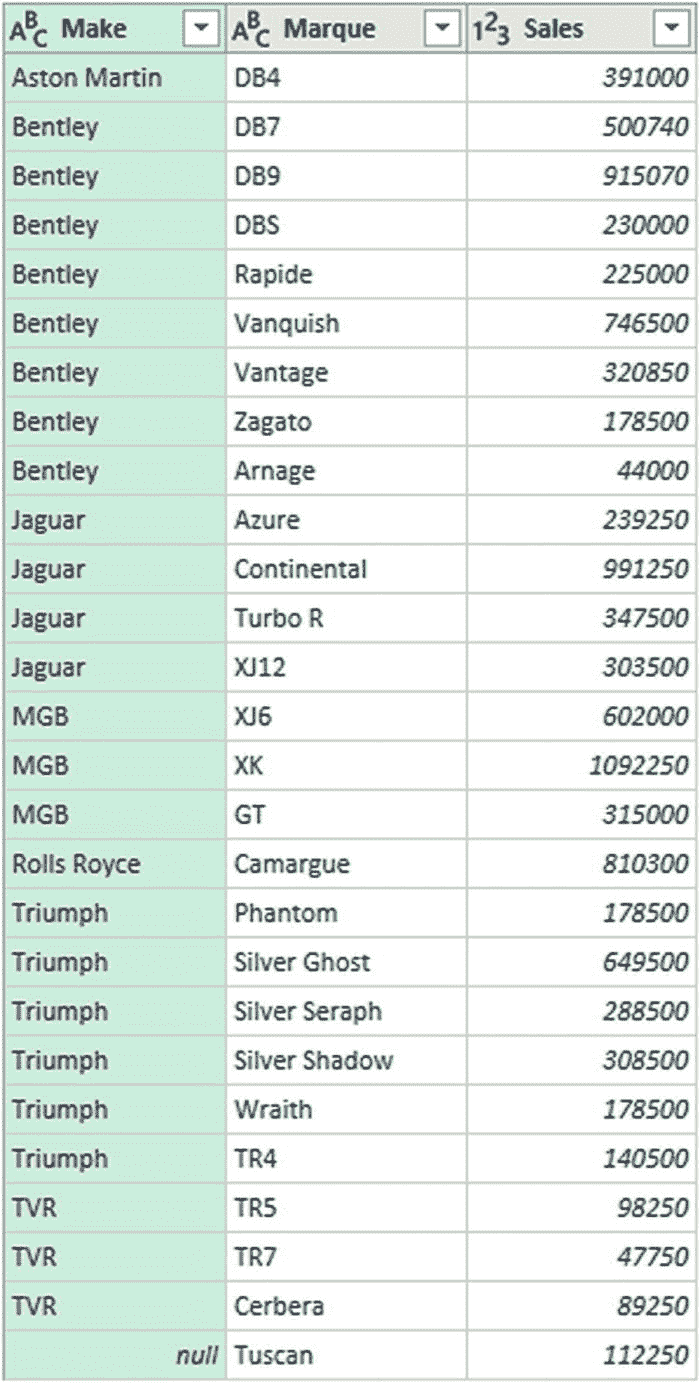 ABC Make ABC Marque 123 Sales
Aston Martin DB4 391000
Bentley DB7 500740
Bentley DB9 915070
Bentley DBS 230000
Bentley Rapide 225000
Bentley Vanquish 746500
Bentley Vantage 320850
Bentley Zagato 178500
Bentley Arnage 44000
Jaguar Azure 239250
Jaguar Continental 991250
Jaguar Turbo R 347500
Jaguar XJ12 303500
MGB XJ6 602000
MGB XK 1092250
MGB GT 315000
Rolls Royce Camargue 810300
Triumph Phantom 178500
Triumph Silver Ghost 649500
Triumph Silver Seraph 288500
Triumph Silver Shadow 308500
Triumph Wraith 178500
Triumph TR4 140500
TVR TR5 98250
TVR TR7 47750
TVR Cerbera 89250
null Tuscan 112250